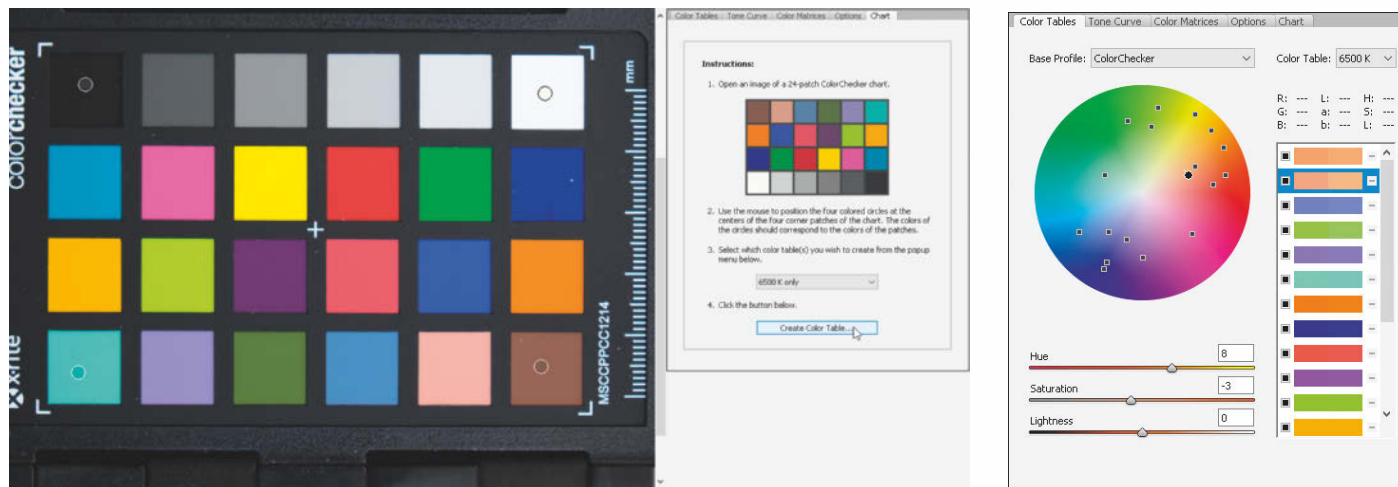 colorchecker
x-rite
mm
MSCCPPCC1214
Color Tables Tone Curve Color Matrices Options Chart
Instructions:
1. Open an image of a 24-patch ColorChecker chart.
2. Use the mouse to position the four colored circles at the
centers of the four corner patches of the chart. The colors of
the circles should correspond to the colors of the patches.
3. Select which color table(s) you wish to create from the popup
menu below.
6500 K only
4. Click the button below.
Create Color Table...
Color Tables Tone Curve Color Matrices Options Chart
Base Profile: ColorChecker Color Table: 6500 K
R: --- L: --- H: ---
G: --- a: --- S: ---
B: --- b: --- L: ---
Hue 8
Saturation -3
Lightness 0